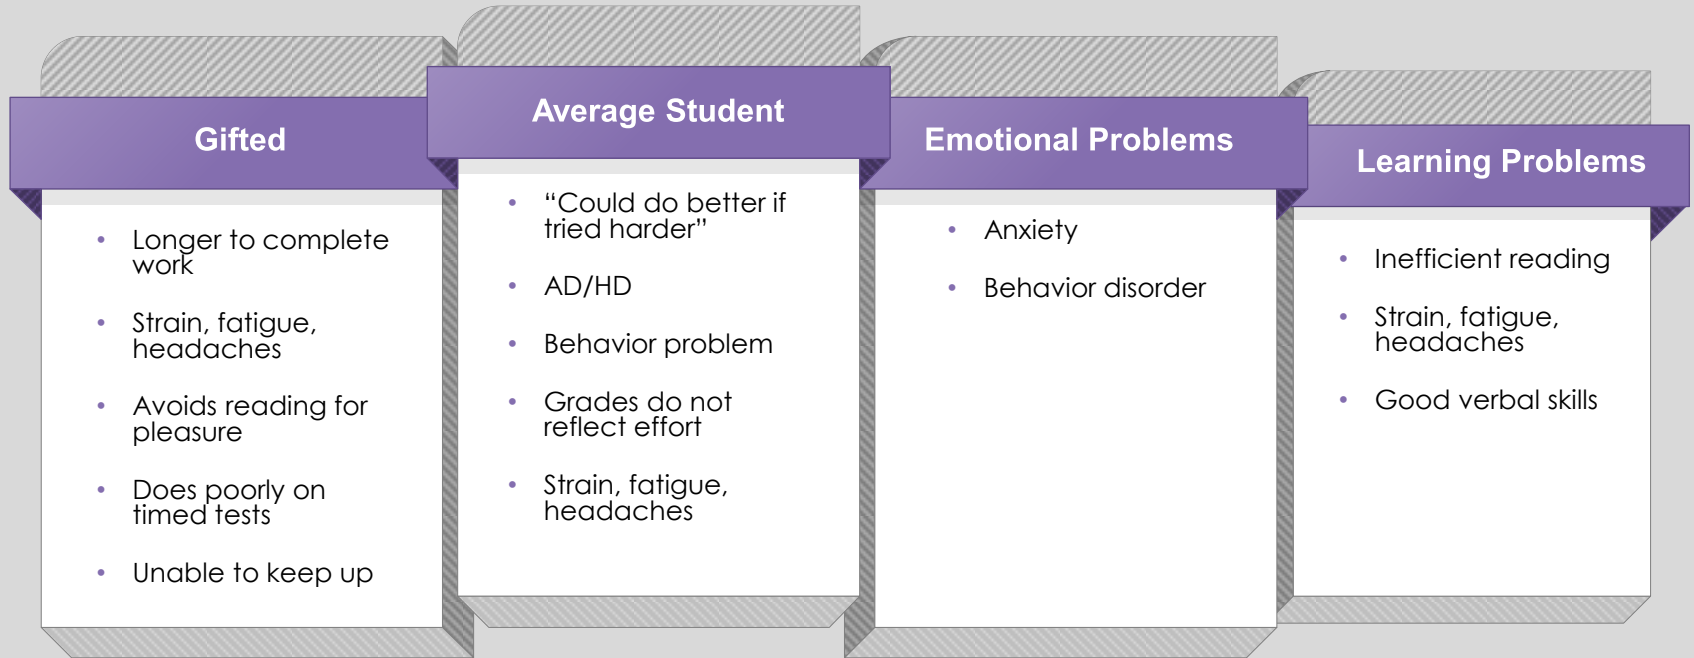 Gifted
• Longer to complete
work
• Strain, fatigue,
headaches
• Avoids reading for
pleasure
• Does poorly on
timed tests
• Unable to keep up
Average Student
• “Could do better if
tried harder”
• AD/HD
• Behavior problem
• Grades do not
reflect effort
• Strain, fatigue,
headaches
Emotional Problems
• Anxiety
• Behavior disorder
Learning Problems
• Inefficient reading
• Strain, fatigue,
headaches
• Good verbal skills